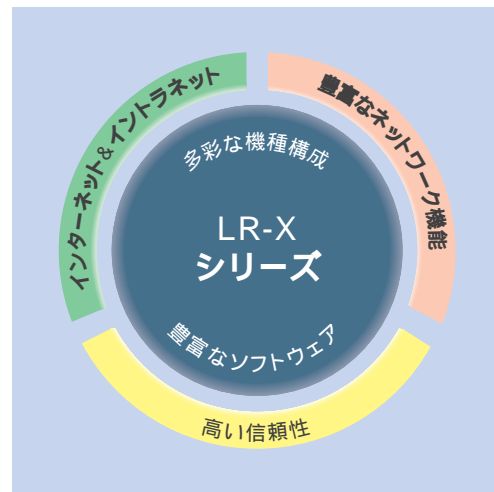 インターネット&イントラネット
豊富なネットワーク機能
多彩な機種構成
LR-X
シリーズ
豊富なソフトウェア
高い信頼性